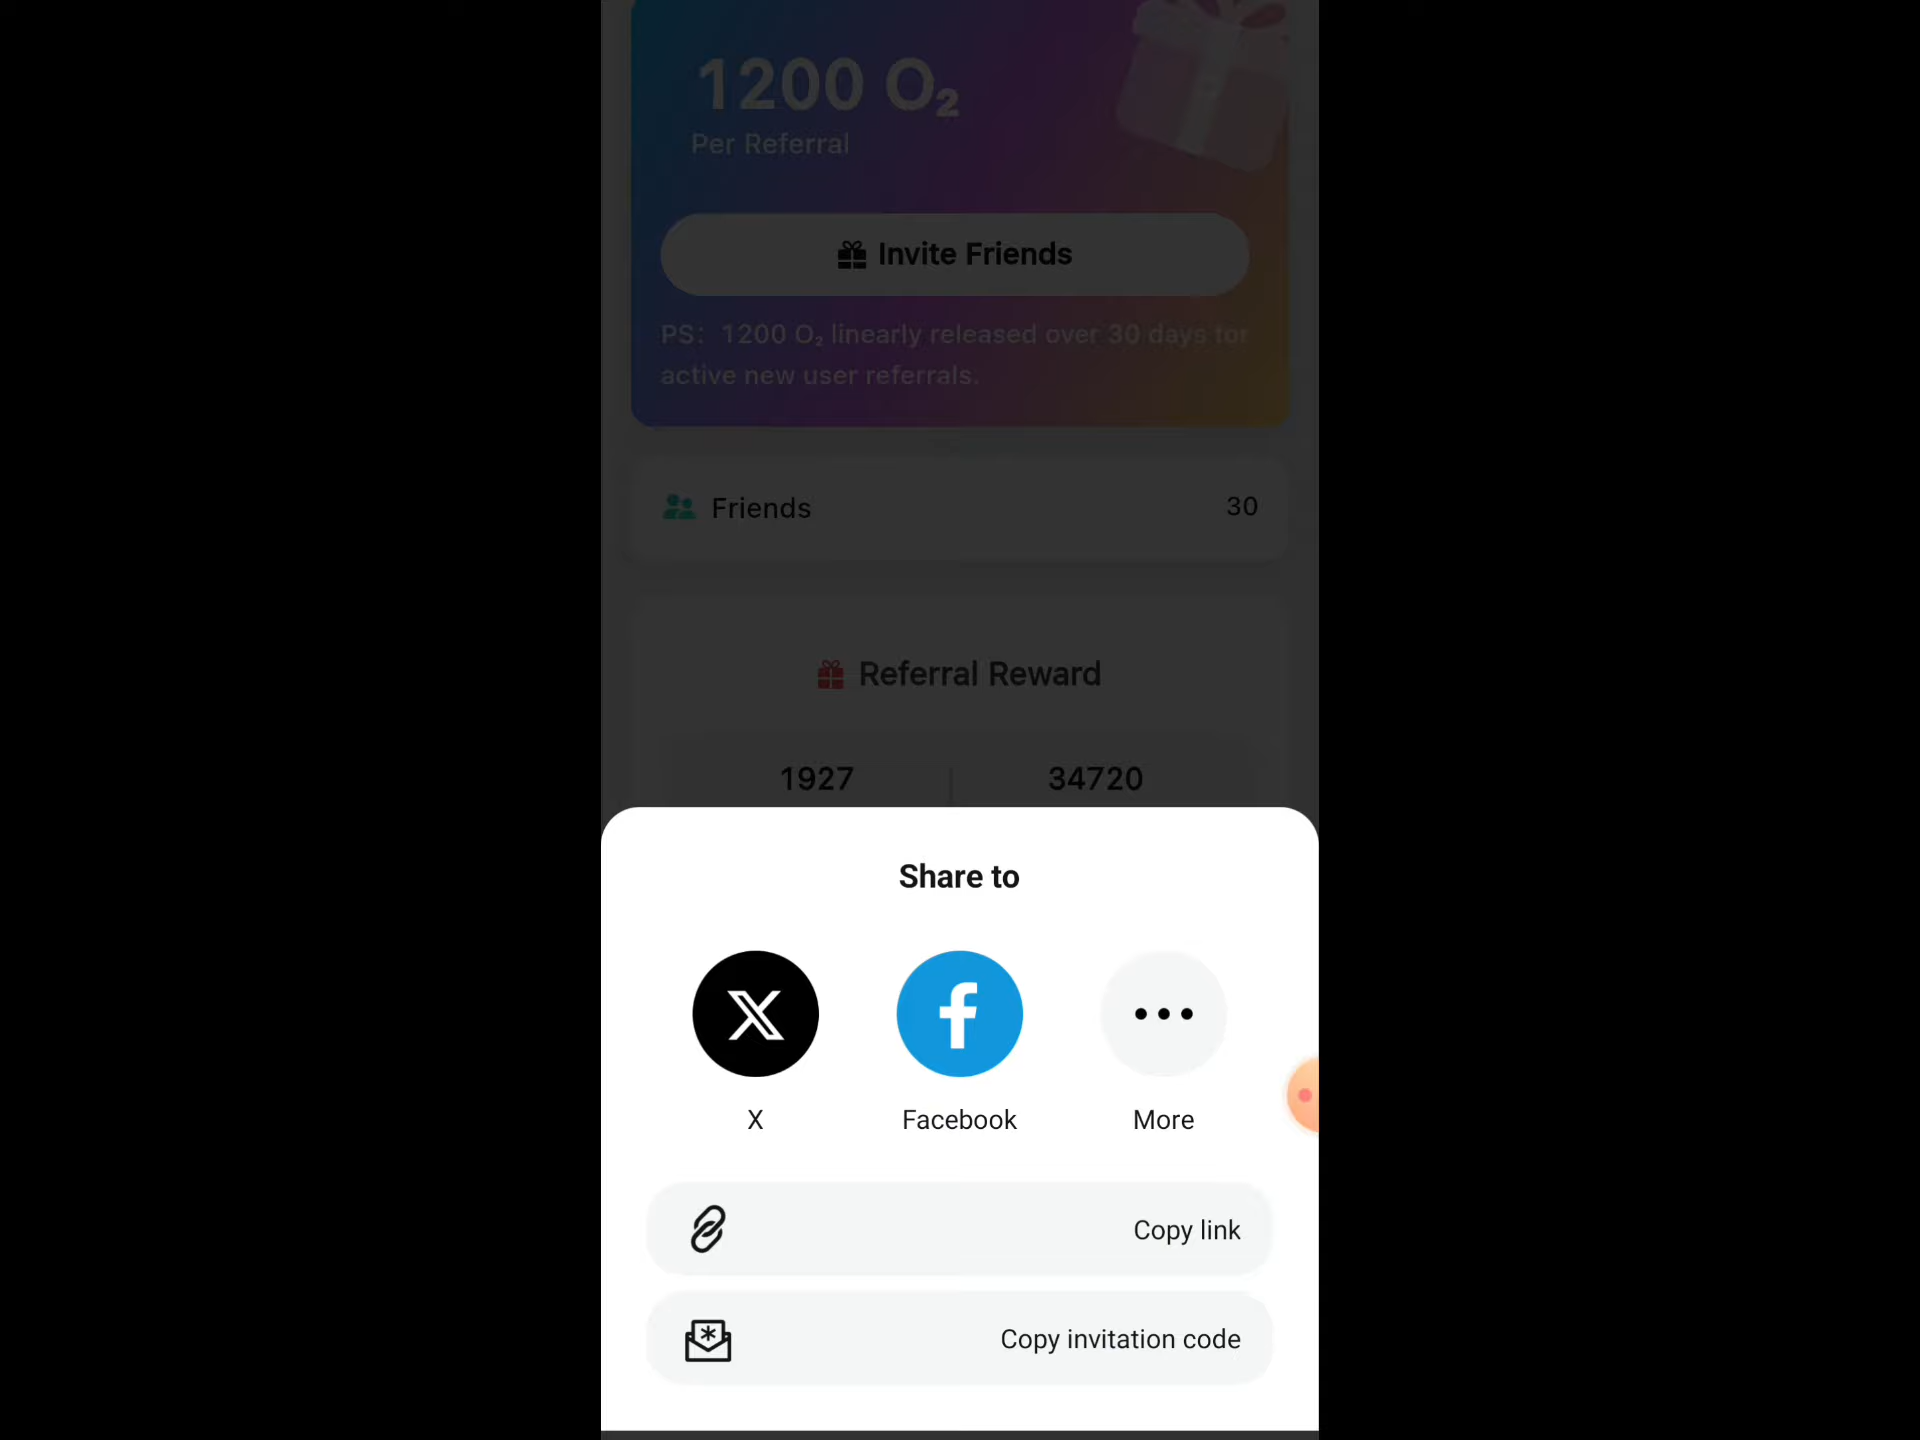 1200 O₂
Per Referral
Invite Friends
PS: 1200 O₂ linearly released over 30 days for
active new user referrals.
Friends 30
Referral Reward
1927 34720
Share to
X Facebook More
Copy link
Copy invitation code